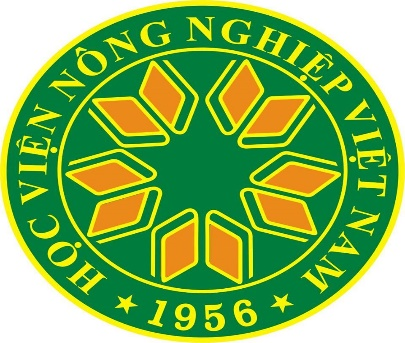 HỌC VIỆN NÔNG NGHIỆP VIỆT NAM
★ 1956 ★